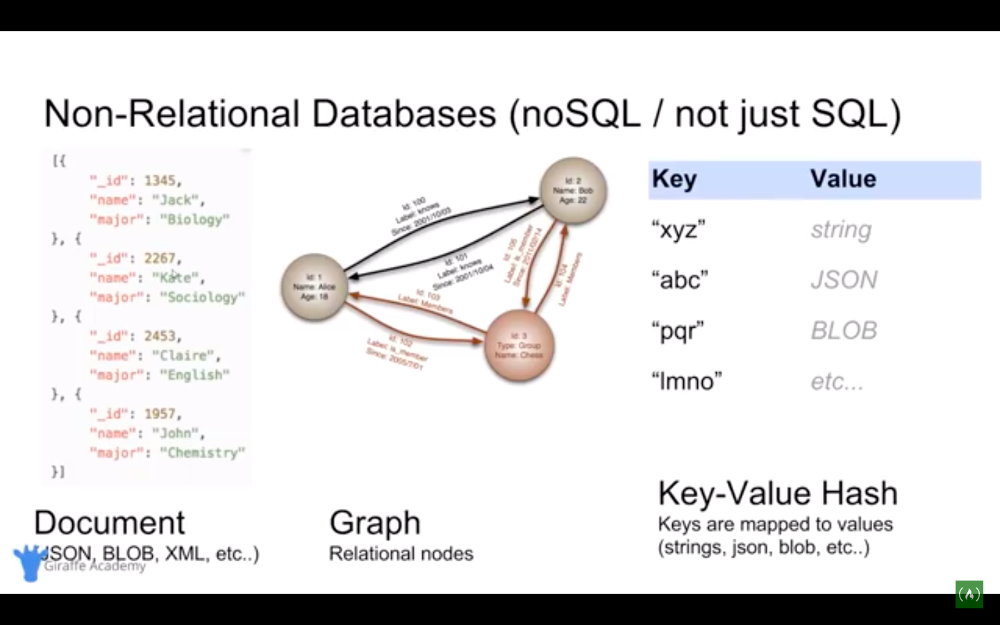 Non-Relational Databases (noSQL / not just SQL)
[{
"_id": 1345,
"name": "Jack",
"major": "Biology"
}, {
"_id": 2267,
"name": "Kate",
"major": "Sociology"
}, {
"_id": 2453,
"name": "Claire",
"major": "English"
}, {
"_id": 1957,
"name": "John",
"major": "Chemistry"
}]
Document
JSON, BLOB, XML, etc..)
Giraffe Academy
Id: 1
Name: Alice
Age: 18
Id: 100
Label: knows
Since: 2001/10/03
Id: 2
Name: Bob
Age: 22
Id: 101
Label: knows
Since: 2001/10/04
Id: 105
Label: is_member
Since: 2011/02/14
Id: 104
Label: Members
Id: 103
Label: Members
Id: 102
Label: is_member
Since: 2005/7/01
Id: 3
Type: Group
Name: Chess
Graph
Relational nodes
Key Value
“xyz” string
“abc” JSON
“pqr” BLOB
“lmno” etc...
Key-Value Hash
Keys are mapped to values
(strings, json, blob, etc..)